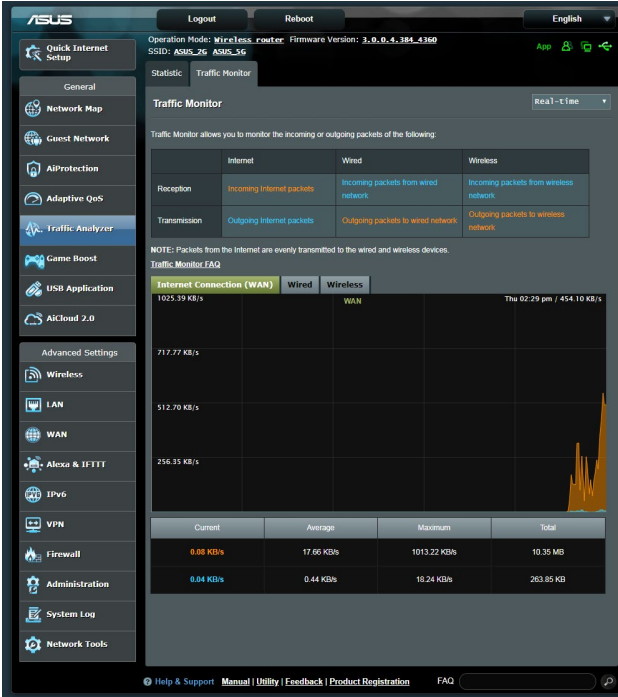 ASUS
Logout
Reboot
English
Quick Internet
Setup
Operation Mode: Wireless router Firmware Version: 3.0.0.4.384_4360
SSID: ASUS_2G ASUS_5G
App
General
Network Map
Guest Network
AiProtection
Adaptive QoS
Traffic Analyzer
Game Boost
USB Application
AiCloud 2.0
Advanced Settings
Wireless
LAN
WAN
Alexa & IFTTT
IPv6
VPN
Firewall
Administration
System Log
Network Tools
Statistic Traffic Monitor
Traffic Monitor
Real-time
Traffic Monitor allows you to monitor the incoming or outgoing packets of the following:
Internet Wired Wireless
Reception
Incoming Internet packets
Incoming packets from wired
network
Incoming packets from wireless
network
Transmission
Outgoing Internet packets
Outgoing packets to wired network
Outgoing packets to wireless
network
NOTE: Packets from the Internet are evenly transmitted to the wired and wireless devices.
Traffic Monitor FAQ
Internet Connection (WAN) Wired Wireless
1025.39 KB/s
WAN
Thu 02:29 pm / 454.10 KB/s
717.77 KB/s
512.70 KB/s
256.35 KB/s
Current Average Maximum Total
0.08 KB/s 17.66 KB/s 1013.22 KB/s 10.35 MB
0.04 KB/s 0.44 KB/s 18.24 KB/s 263.85 KB
Help & Support Manual | Utility | Feedback | Product Registration FAQ